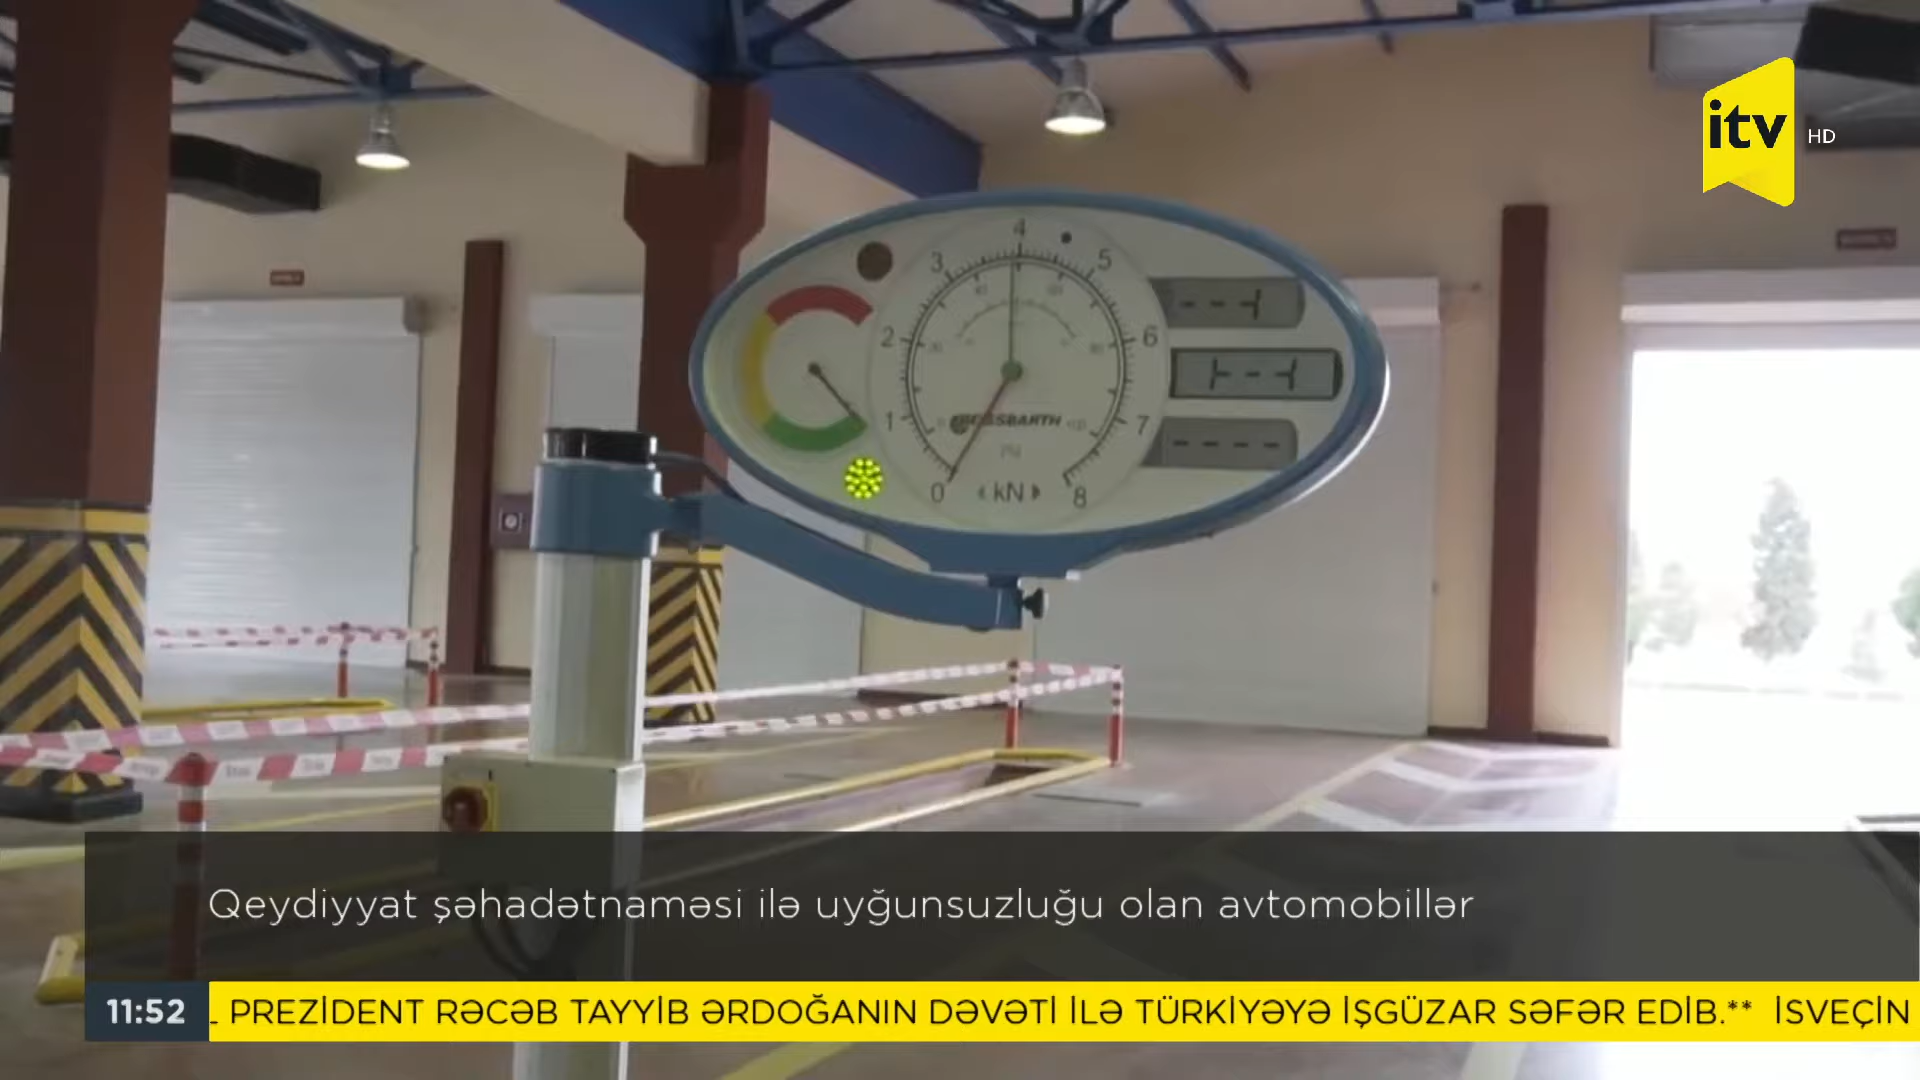 itv HD
4
3 5
2 6
1 7
BEISSBARTH
0 kN 8
Qeydiyyat şəhadətnaməsi ilə uyğunsuzluğu olan avtomobillər
11:52 PREZİDENT RƏCƏB TAYYİB ƏRDOĞANIN DƏVƏTİ İLƏ TÜRKİYƏYƏ İŞGÜZAR SƏFƏR EDİB.** İSVEÇİN